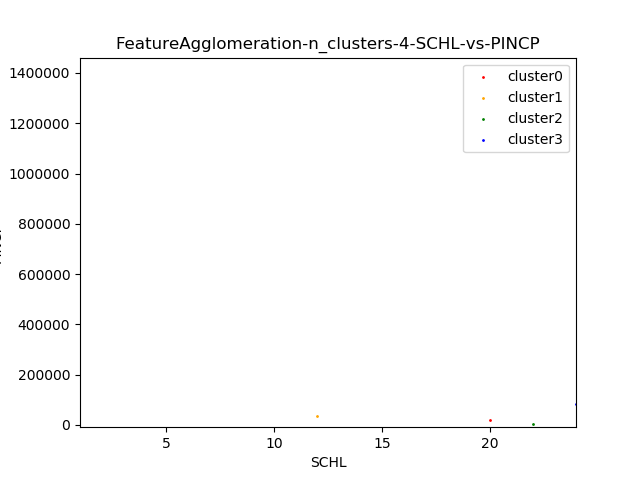 FeatureAgglomeration-n_clusters-4-SCHL-vs-PINCP
1400000
1200000
1000000
800000
600000
400000
200000
0
cluster0
cluster1
cluster2
cluster3
5 10 15 20
SCHL